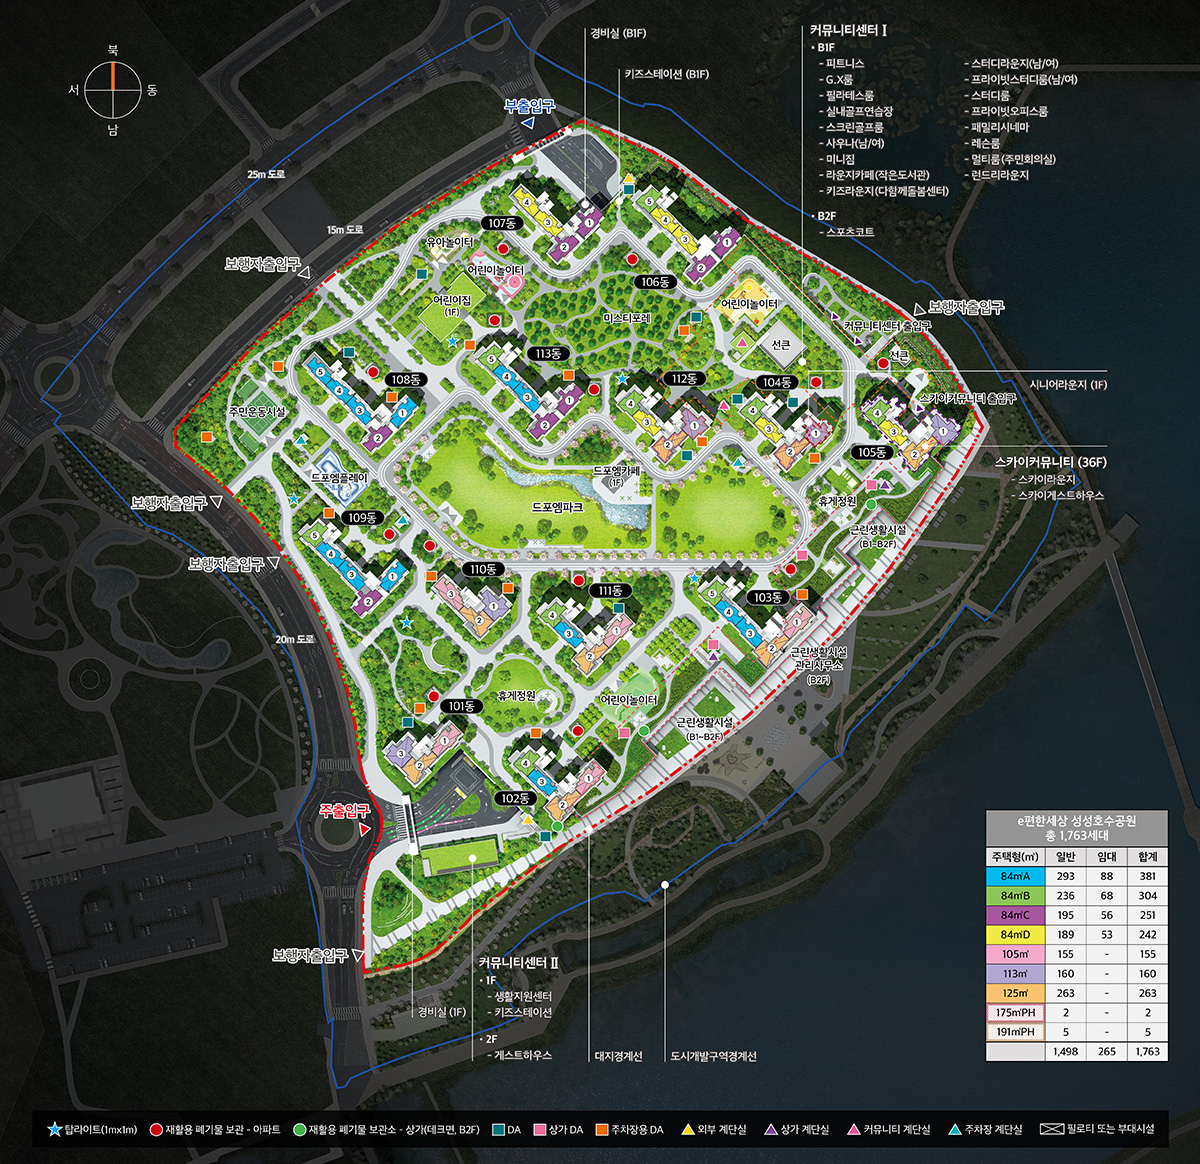 북
서
동
남
경비실 (B1F)
키즈스테이션 (B1F)
부출입구
커뮤니티센터 I
• B1F
- 피트니스
- G.X룸
- 필라테스룸
- 실내골프연습장
- 스크린골프룸
- 사우나(남/여)
- 미니짐
- 라운지카페(작은도서관)
- 키즈라운지(다함께돌봄센터)
- 스터디라운지(남/여)
- 프라이빗스터디룸(남/여)
- 스터디룸
- 프라이빗오피스룸
- 패밀리시네마
- 레슨룸
- 멀티룸(주민회의실)
- 런드리라운지
• B2F
- 스포츠코트
25m 도로
15m 도로
보행자출입구
107동
유아놀이터
어린이놀이터
어린이집
(1F)
106동
어린이놀이터
미스티포레
선큰
보행자출입구
커뮤니티센터 출입구
선큰
시니어라운지 (1F)
스카이커뮤니티 출입구
113동
108동
112동
104동
105동
주민운동시설
스카이커뮤니티 (36F)
- 스카이라운지
- 스카이게스트하우스
드포엠플레이
드포엠카페
(1F)
드포엠파크
휴게정원
보행자출입구
109동
근린생활시설
(B1~B2F)
보행자출입구
110동
111동
103동
20m 도로
근린생활시설
관리사무소
(B2F)
휴게정원
어린이놀이터
101동
근린생활시설
(B1~B2F)
102동
주출입구
보행자출입구
커뮤니티센터 II
• 1F
- 생활지원센터
- 키즈스테이션
• 2F
- 게스트하우스
경비실 (1F)
대지경계선
도시개발구역경계선
e편한세상 성성호수공원
총 1,763세대
주택형(㎡) 일반 임대 합계
84㎡A 293 88 381
84㎡B 236 68 304
84㎡C 195 56 251
84㎡D 189 53 242
105㎡ 155 - 155
113㎡ 160 - 160
125㎡ 263 - 263
175㎡PH 2 - 2
191㎡PH 5 - 5
1,498 265 1,763
탑라이트(1mx1m) 재활용 폐기물 보관 - 아파트 재활용 폐기물 보관소 - 상가(데크면, B2F) DA 상가 DA 주차장용 DA 외부 계단실 상가 계단실 커뮤니티 계단실 주차장 계단실 필로티 또는 부대시설